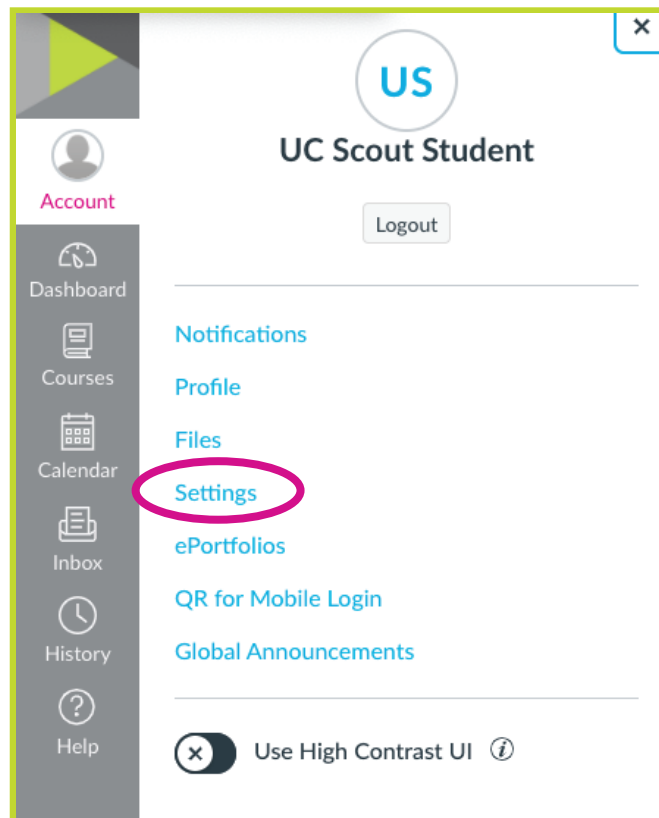 US
UC Scout Student
Logout
Account
Dashboard
Courses
Calendar
Inbox
History
Help
Notifications
Profile
Files
Settings
ePortfolios
QR for Mobile Login
Global Announcements
Use High Contrast UI